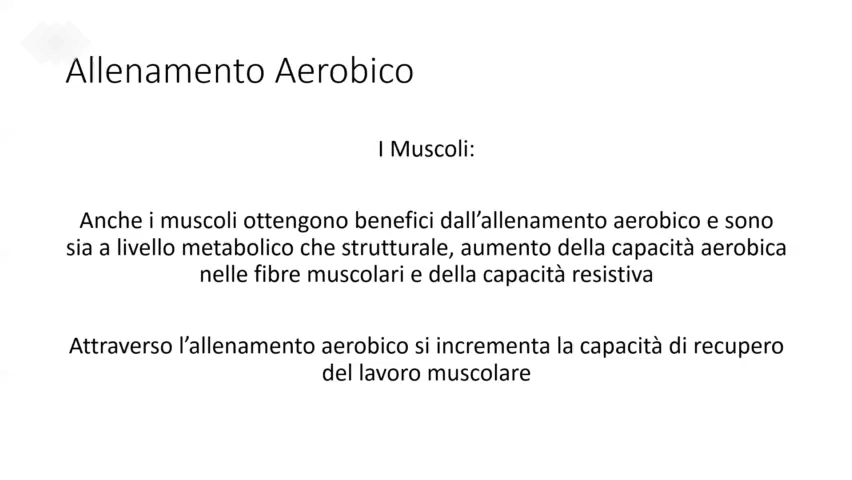 Allenamento Aerobico
I Muscoli:
Anche i muscoli ottengono benefici dall'allenamento aerobico e sono
sia a livello metabolico che strutturale, aumento della capacità aerobica
nelle fibre muscolari e della capacità resistiva
Attraverso l'allenamento aerobico si incrementa la capacità di recupero
del lavoro muscolare